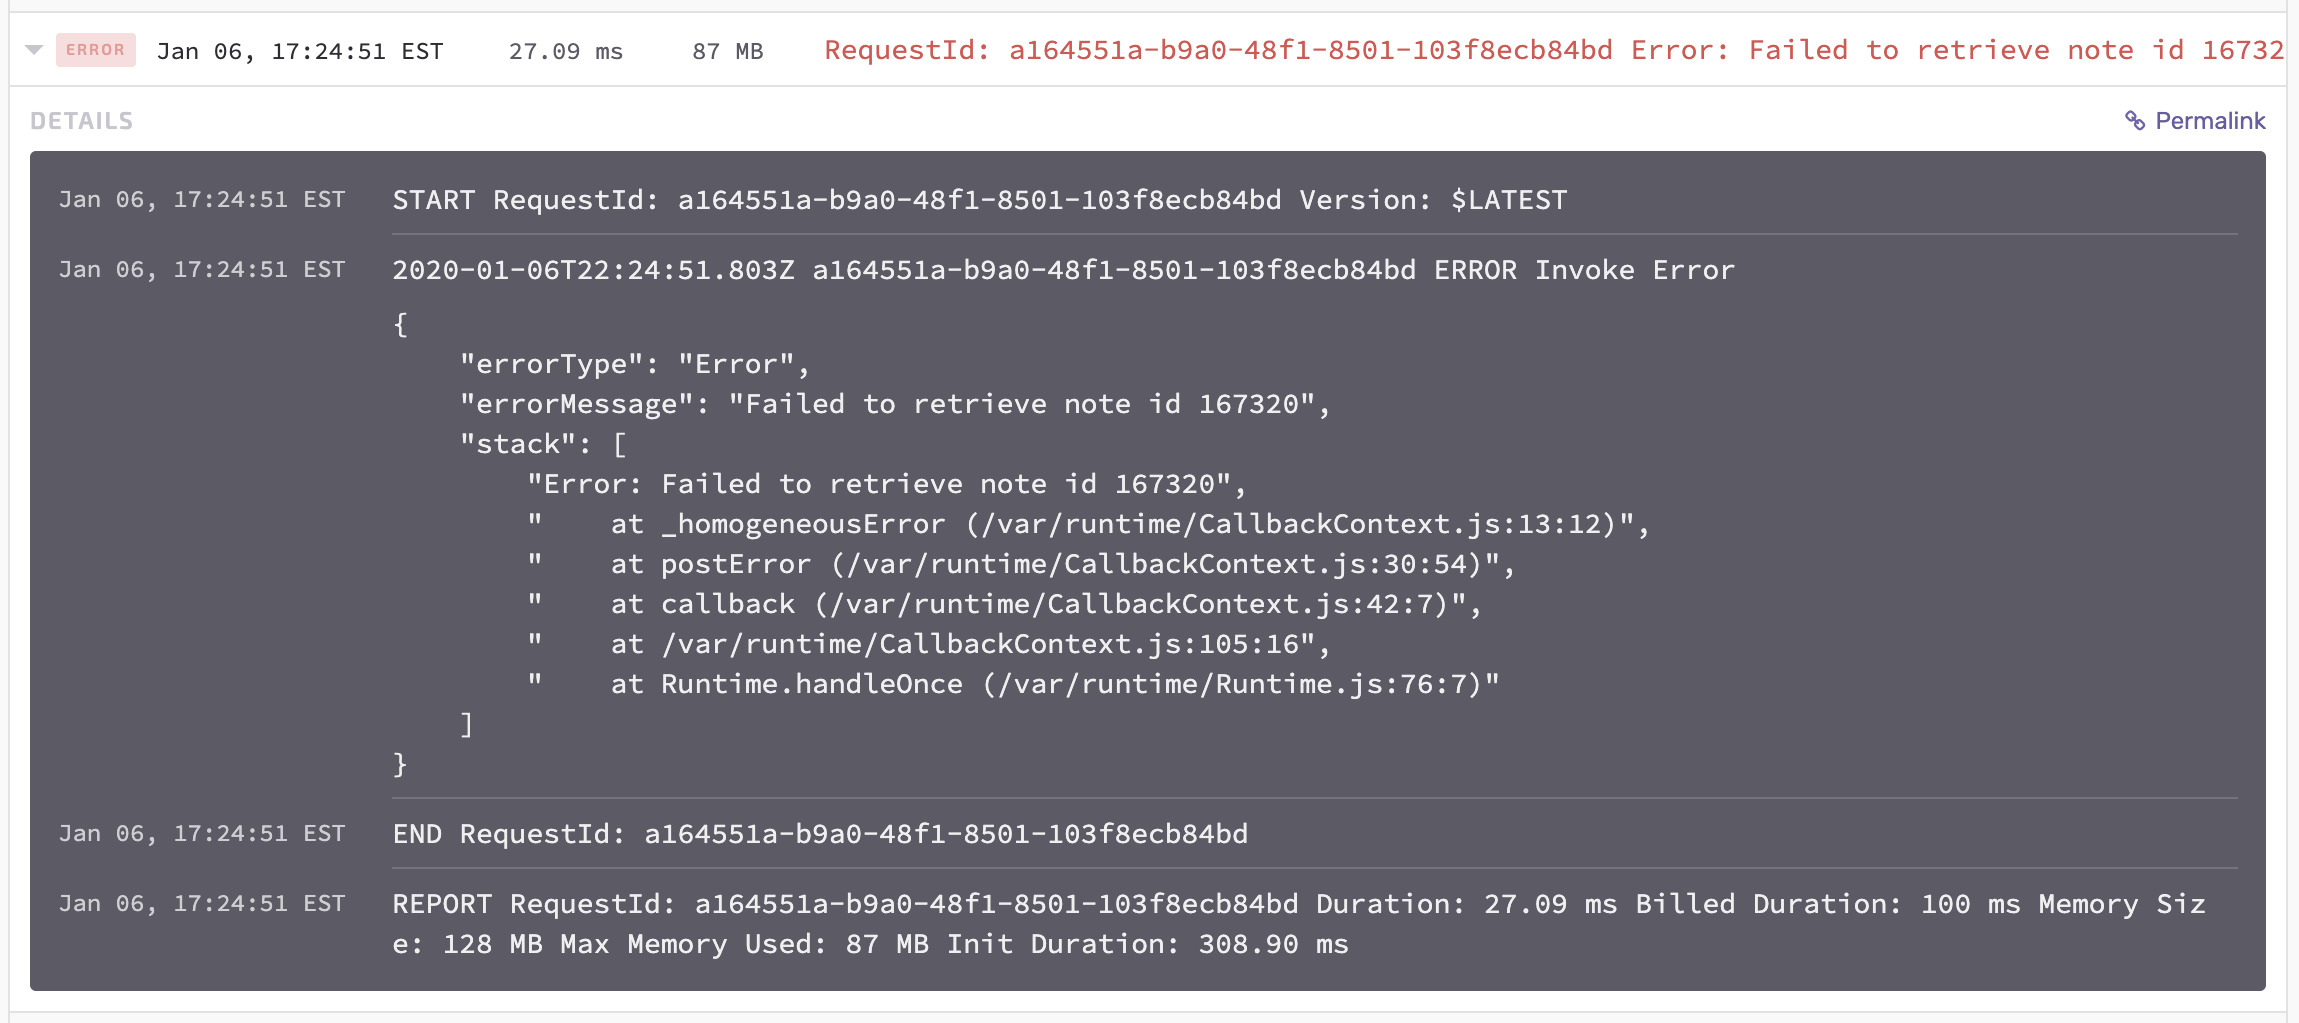 ERROR Jan 06, 17:24:51 EST 27.09 ms 87 MB RequestId: a164551a-b9a0-48f1-8501-103f8ecb84bd Error: Failed to retrieve note id 16732
DETAILS Permalink
Jan 06, 17:24:51 EST START RequestId: a164551a-b9a0-48f1-8501-103f8ecb84bd Version: $LATEST
Jan 06, 17:24:51 EST 2020-01-06T22:24:51.803Z a164551a-b9a0-48f1-8501-103f8ecb84bd ERROR Invoke Error
{
    "errorType": "Error",
    "errorMessage": "Failed to retrieve note id 167320",
    "stack": [
        "Error: Failed to retrieve note id 167320",
        "    at _homogeneousError (/var/runtime/CallbackContext.js:13:12)",
        "    at postError (/var/runtime/CallbackContext.js:30:54)",
        "    at callback (/var/runtime/CallbackContext.js:42:7)",
        "    at /var/runtime/CallbackContext.js:105:16",
        "    at Runtime.handleOnce (/var/runtime/Runtime.js:76:7)"
    ]
}
Jan 06, 17:24:51 EST END RequestId: a164551a-b9a0-48f1-8501-103f8ecb84bd
Jan 06, 17:24:51 EST REPORT RequestId: a164551a-b9a0-48f1-8501-103f8ecb84bd Duration: 27.09 ms Billed Duration: 100 ms Memory Siz
e: 128 MB Max Memory Used: 87 MB Init Duration: 308.90 ms